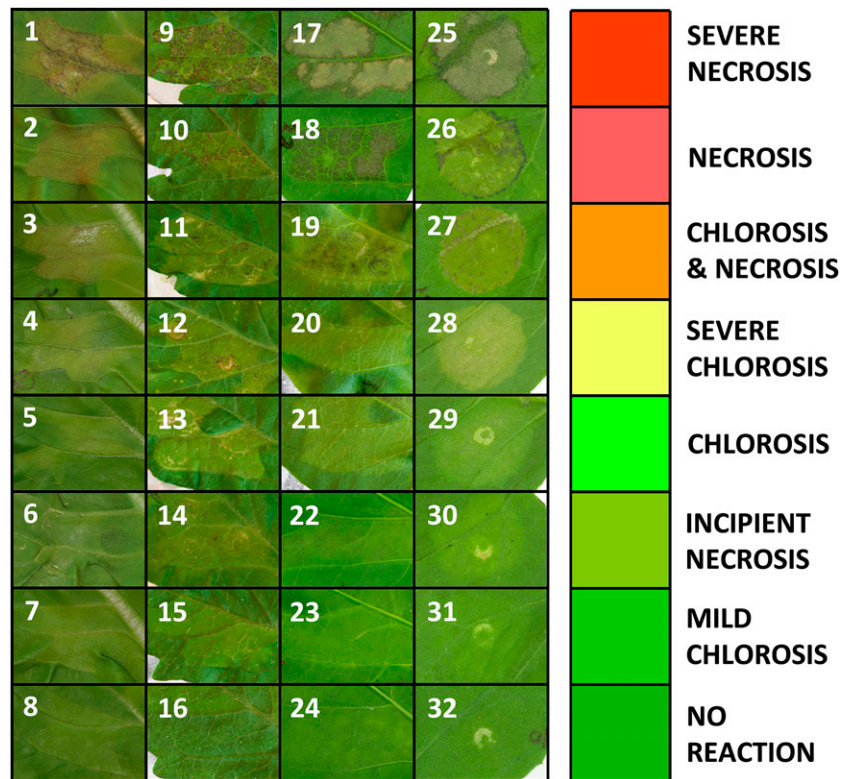 1 9 17 25
2 10 18 26
3 11 19 27
4 12 20 28
5 13 21 29
6 14 22 30
7 15 23 31
8 16 24 32
SEVERE
NECROSIS
NECROSIS
CHLOROSIS
& NECROSIS
SEVERE
CHLOROSIS
CHLOROSIS
INCIPIENT
NECROSIS
MILD
CHLOROSIS
NO
REACTION